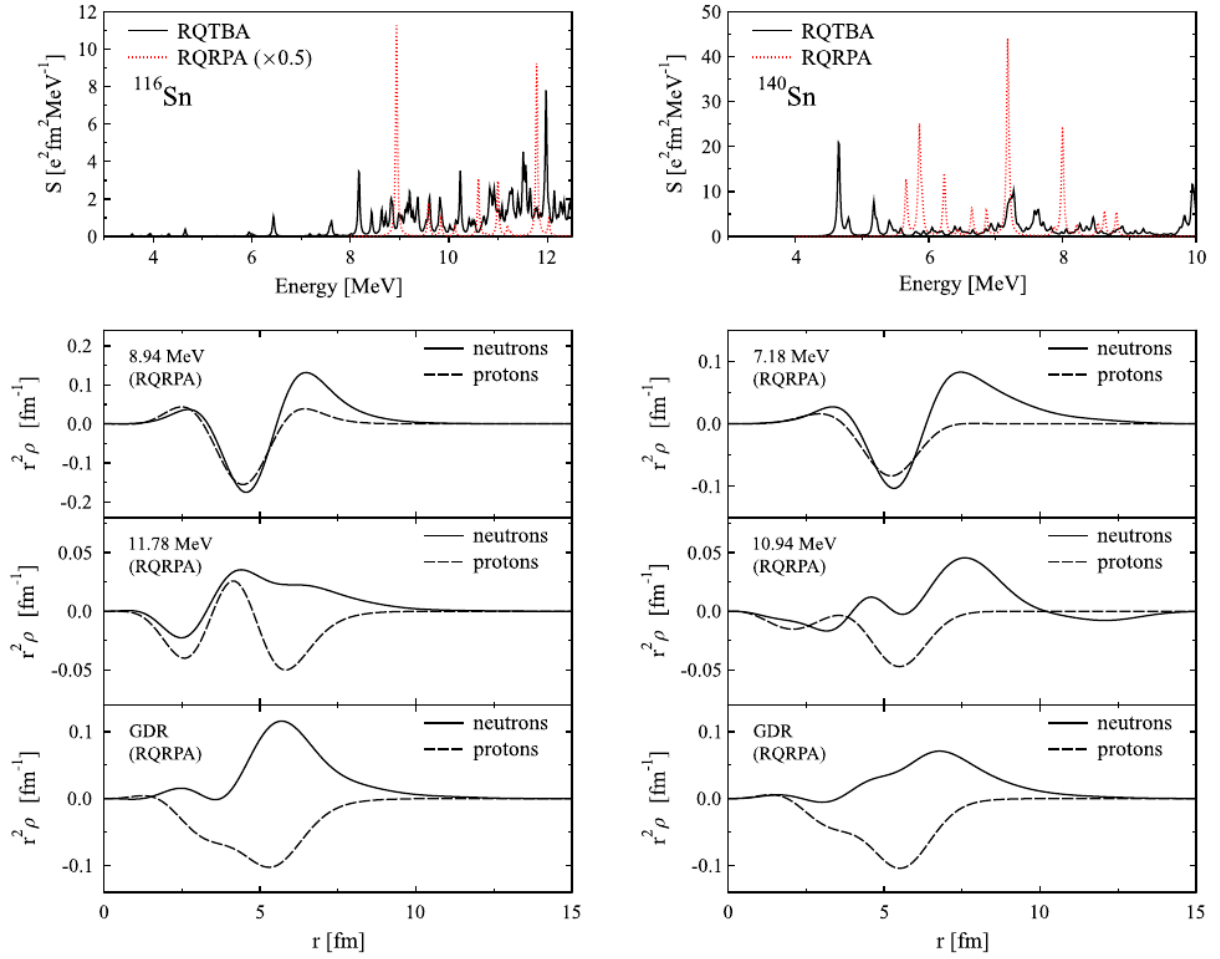 12
10
8
6
4
2
0
S [e²fm²MeV⁻¹]
RQTBA
RQRPA (×0.5)
¹¹⁶Sn
4 6 8 10 12
Energy [MeV]
50
40
30
20
10
0
S [e²fm²MeV⁻¹]
RQTBA
RQRPA
¹⁴⁰Sn
4 6 8 10
Energy [MeV]
0.2
0.1
0.0
-0.1
-0.2
r²ρ [fm⁻¹]
8.94 MeV
(RQRPA)
neutrons
protons
0.05
0.00
-0.05
r²ρ [fm⁻¹]
11.78 MeV
(RQRPA)
neutrons
protons
0.1
0.0
-0.1
r²ρ [fm⁻¹]
GDR
(RQRPA)
neutrons
protons
0 5 10 15
r [fm]
0.1
0.0
-0.1
r²ρ [fm⁻¹]
7.18 MeV
(RQRPA)
neutrons
protons
0.05
0.00
-0.05
r²ρ [fm⁻¹]
10.94 MeV
(RQRPA)
neutrons
protons
0.1
0.0
-0.1
r²ρ [fm⁻¹]
GDR
(RQRPA)
neutrons
protons
0 5 10 15
r [fm]